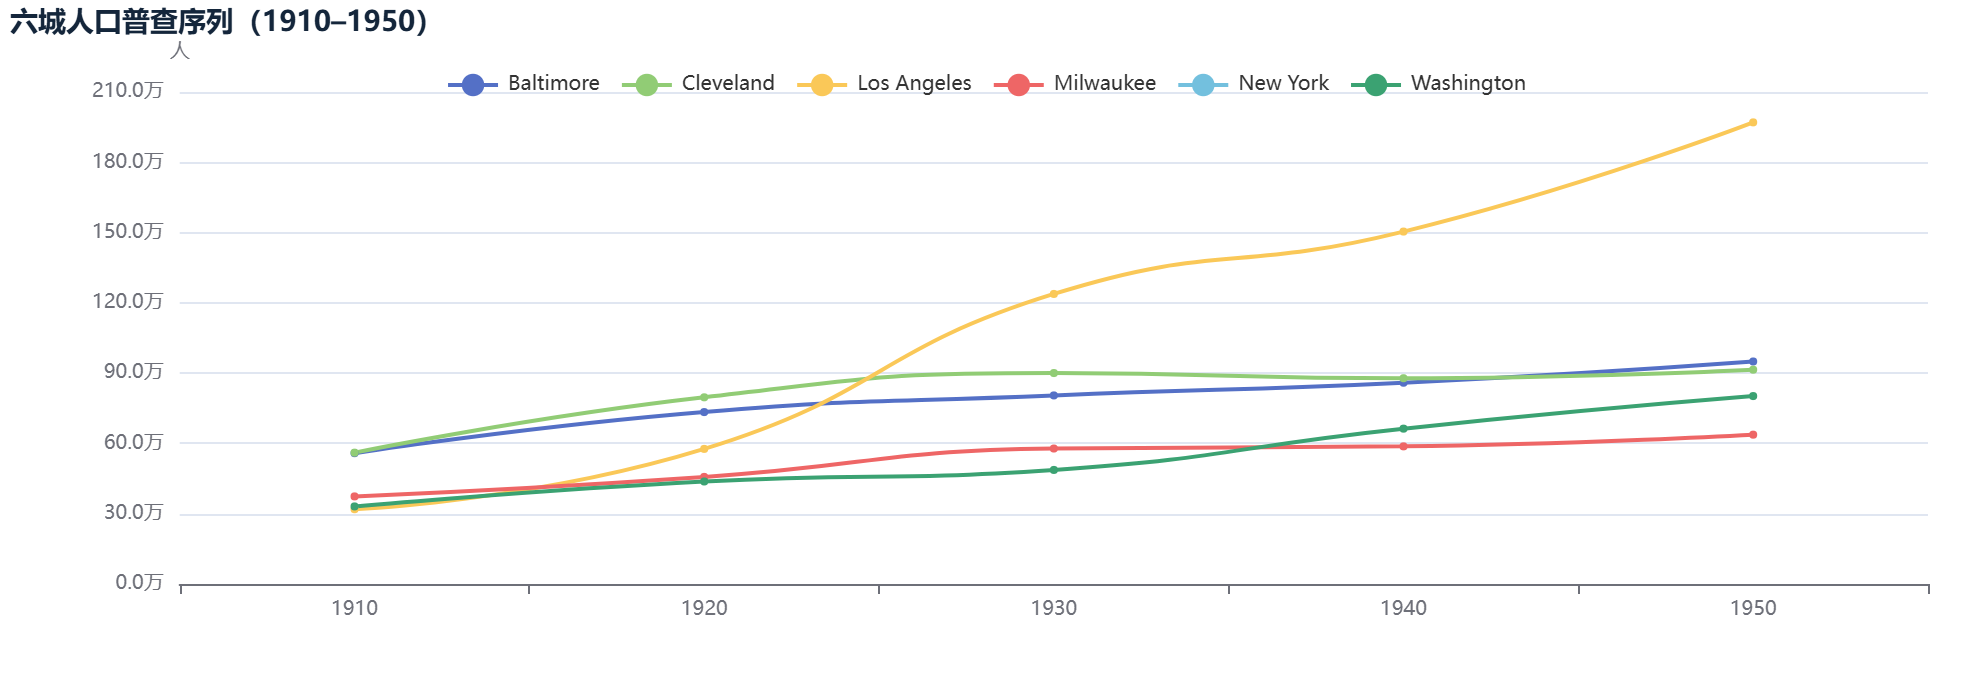 六城人口普查序列（1910–1950）
人
Baltimore Cleveland Los Angeles Milwaukee New York Washington
210.0万
180.0万
150.0万
120.0万
90.0万
60.0万
30.0万
0.0万
1910 1920 1930 1940 1950